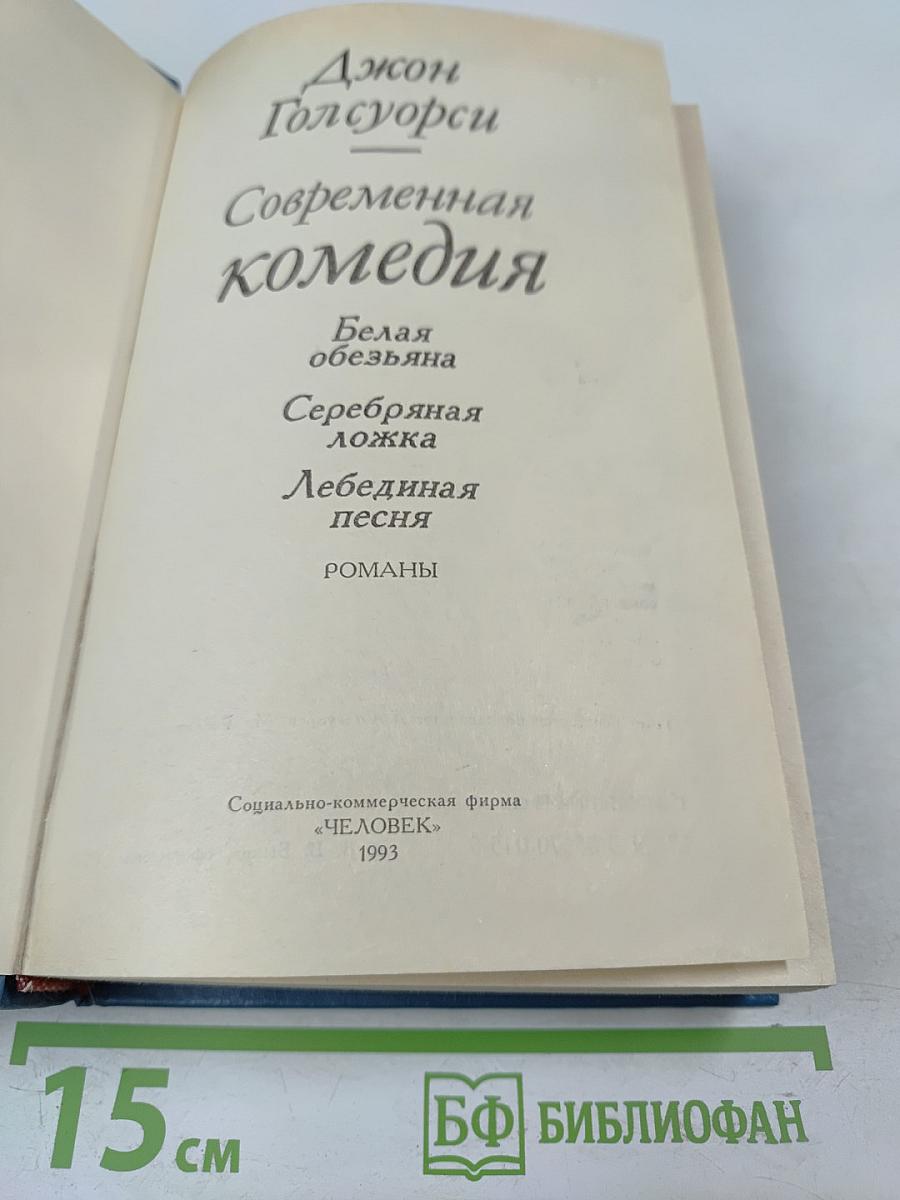 Джон
Голсуорси
Современная
комедия
Белая
обезьяна
Серебряная
ложка
Лебединая
песня
РОМАНЫ
Социально-коммерческая фирма
«ЧЕЛОВЕК»
1993
15 см
БФ БИБЛИОФАН